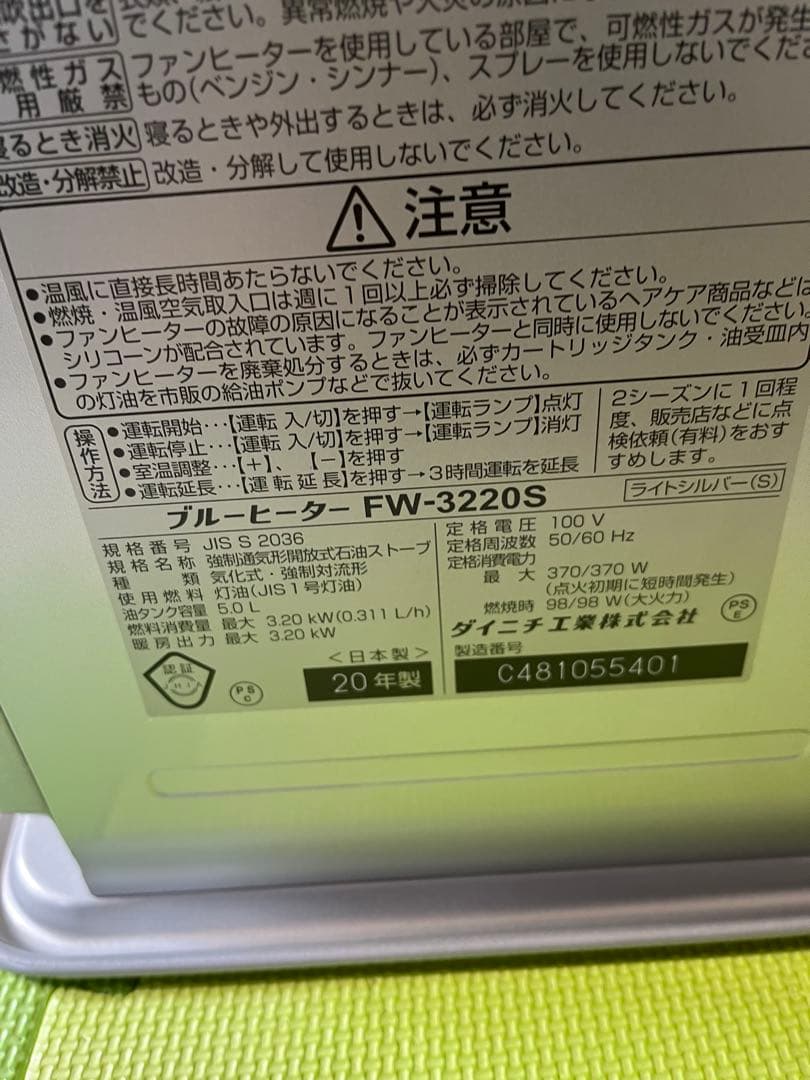 でください。異常燃焼や火災の原因に
さがない
燃性ガス ファンヒーターを使用している部屋で、可燃性ガスが発生
用厳禁 もの(ベンジン・シンナー)、スプレーを使用しないでくださ
寝るとき消火 寝るときや外出するときは、必ず消火してください。
改造・分解禁止 改造・分解して使用しないでください。
注意
●温風に直接長時間あたらないでください。
●燃焼・温風空気取入口は週に1回以上必ず掃除してください。
●ファンヒーターの故障の原因になることが表示されているヘアケア商品などは
シリコーンが配合されています。ファンヒーターと同時に使用しないでください。
●ファンヒーターを廃棄処分するときは、必ずカートリッジタンク・油受皿内
の灯油を市販の給油ポンプなどで抜いてください。
操作方法
●運転開始…【運転 入/切】を押す→【運転ランプ】点灯
●運転停止…【運転 入/切】を押す→【運転ランプ】消灯
●室温調整…【+】、【−】を押す
●運転延長…【運転延長】を押す→3時間運転を延長
2シーズンに1回程
度、販売店などに点
検依頼(有料)をおす
すめします。
ブルーヒーター FW-3220S
ライトシルバー(S)
規格番号 JIS S 2036
規格名称 強制通気形開放式石油ストーブ
種類 気化式・強制対流形
使用燃料 灯油(JIS1号灯油)
油タンク容量 5.0 L
燃料消費量 最大 3.20 kW(0.311 L/h)
暖房出力 最大 3.20 kW
定格電圧 100 V
定格周波数 50/60 Hz
定格消費電力
最大 370/370 W
(点火初期に短時間発生)
燃焼時 98/98 W(大火力)
ダイニチ工業株式会社
PS
E
認証
JHIA
PS
C
<日本製>
20年製
製造番号
C481055401